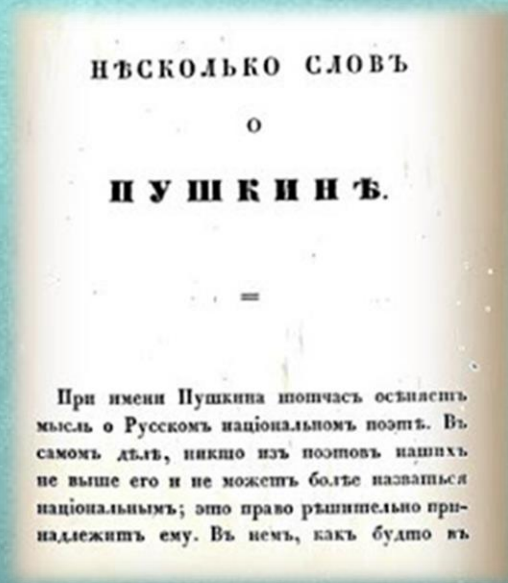 НѢСКОЛЬКО СЛОВЪ
О
ПУШКИНѢ.
При имени Пушкина тотчасъ осѣняетъ
мысль о Русскомъ національномъ поэтѣ. Въ
самомъ дѣлѣ, никто изъ поэтовъ нашихъ
не выше его и не можетъ болѣе назваться
національнымъ; это право рѣшительно при-
надлежитъ ему. Въ немъ, какъ будто въ